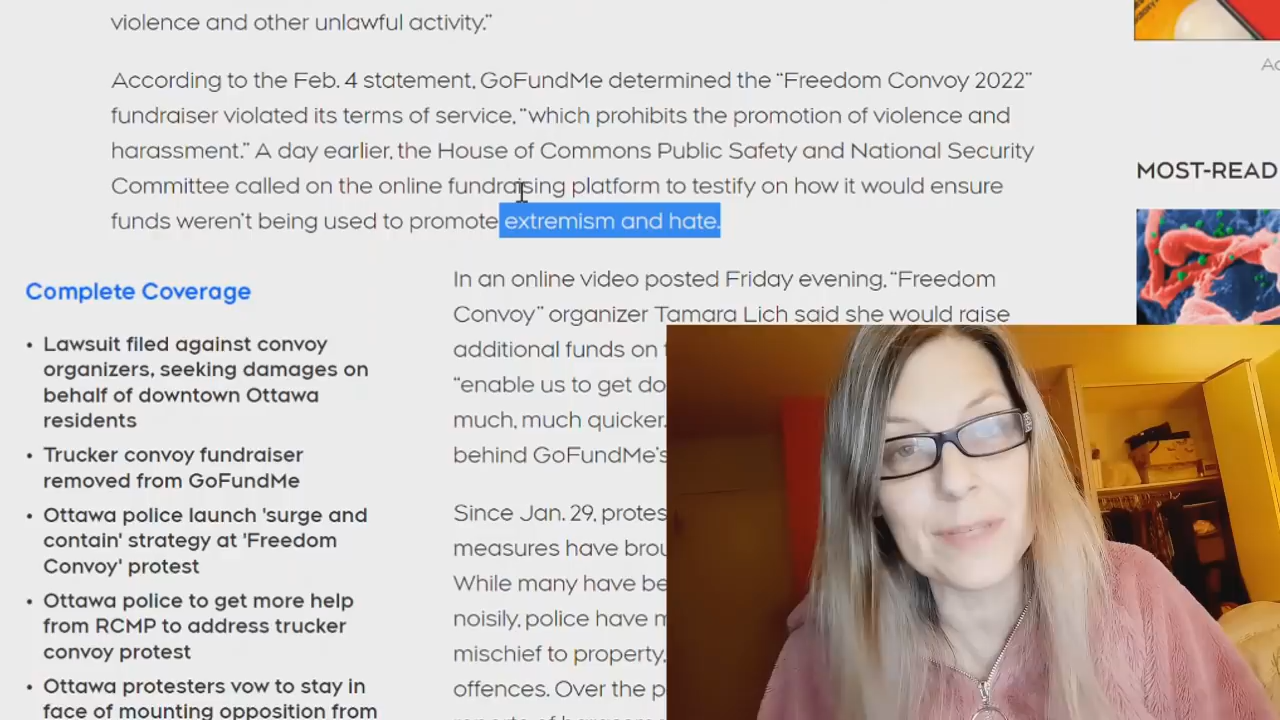 violence and other unlawful activity.”
According to the Feb. 4 statement, GoFundMe determined the “Freedom Convoy 2022”
fundraiser violated its terms of service, “which prohibits the promotion of violence and
harassment.” A day earlier, the House of Commons Public Safety and National Security
Committee called on the online fundraising platform to testify on how it would ensure
funds weren’t being used to promote extremism and hate.
Complete Coverage
• Lawsuit filed against convoy
organizers, seeking damages on
behalf of downtown Ottawa
residents
• Trucker convoy fundraiser
removed from GoFundMe
• Ottawa police launch 'surge and
contain' strategy at 'Freedom
Convoy' protest
• Ottawa police to get more help
from RCMP to address trucker
convoy protest
• Ottawa protesters vow to stay in
face of mounting opposition from
In an online video posted Friday evening, “Freedom
Convoy” organizer Tamara Lich said she would raise
additional funds on
“enable us to get do
much, much quicker.
behind GoFundMe’s
Since Jan. 29, protes
measures have brou
While many have be
noisily, police have m
mischief to property,
offences. Over the p
MOST-READ